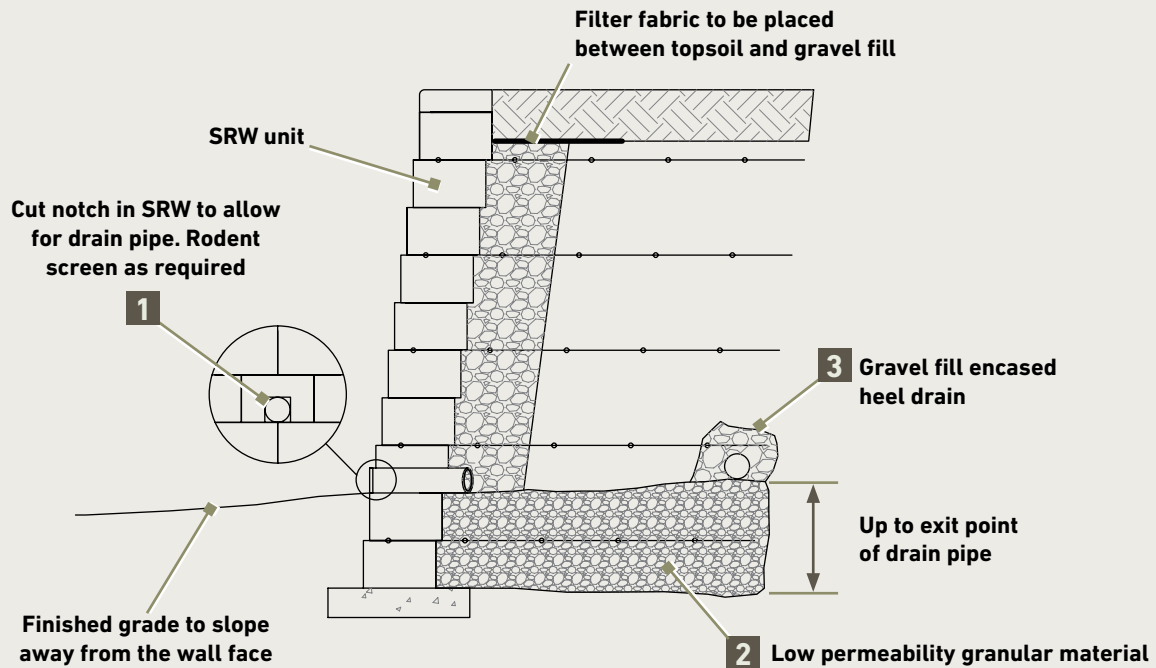 Filter fabric to be placed
between topsoil and gravel fill
SRW unit
Cut notch in SRW to allow
for drain pipe. Rodent
screen as required
1
3 Gravel fill encased
heel drain
Up to exit point
of drain pipe
Finished grade to slope
away from the wall face
2 Low permeability granular material